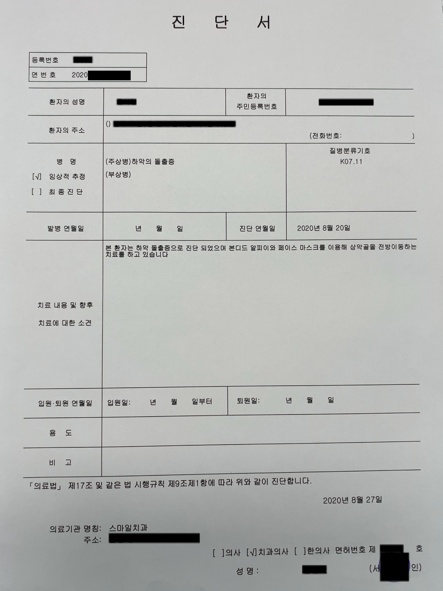 진 단 서
등록번호
연 번 호 2020
환자의 성명
환자의 주민등록번호
환자의 주소 ()
(전화번호: )
병 명
[√] 임상적 추정
[ ] 최 종 진 단
(주상병)하악의 돌출증
(부상병)
질병분류기호
K07.11
발병 연월일 년 월 일 진단 연월일 2020년 8월 20일
치료 내용 및 향후
치료에 대한 소견
본 환자는 하악 돌출증으로 진단 되었으며 본디드 알피이와 페이스 마스크를 이용해 상악골을 전방이동하는
치료를 하고 있습니다
입원·퇴원 연월일 입원일: 년 월 일부터 퇴원일: 년 월 일
용 도
비 고
「의료법」 제17조 및 같은 법 시행규칙 제9조제1항에 따라 위와 같이 진단합니다.
2020년 8월 27일
의료기관 명칭: 스마일치과
주소:
[ ]의사 [√]치과의사 [ ]한의사 면허번호 제 호
성 명 : (서 인)